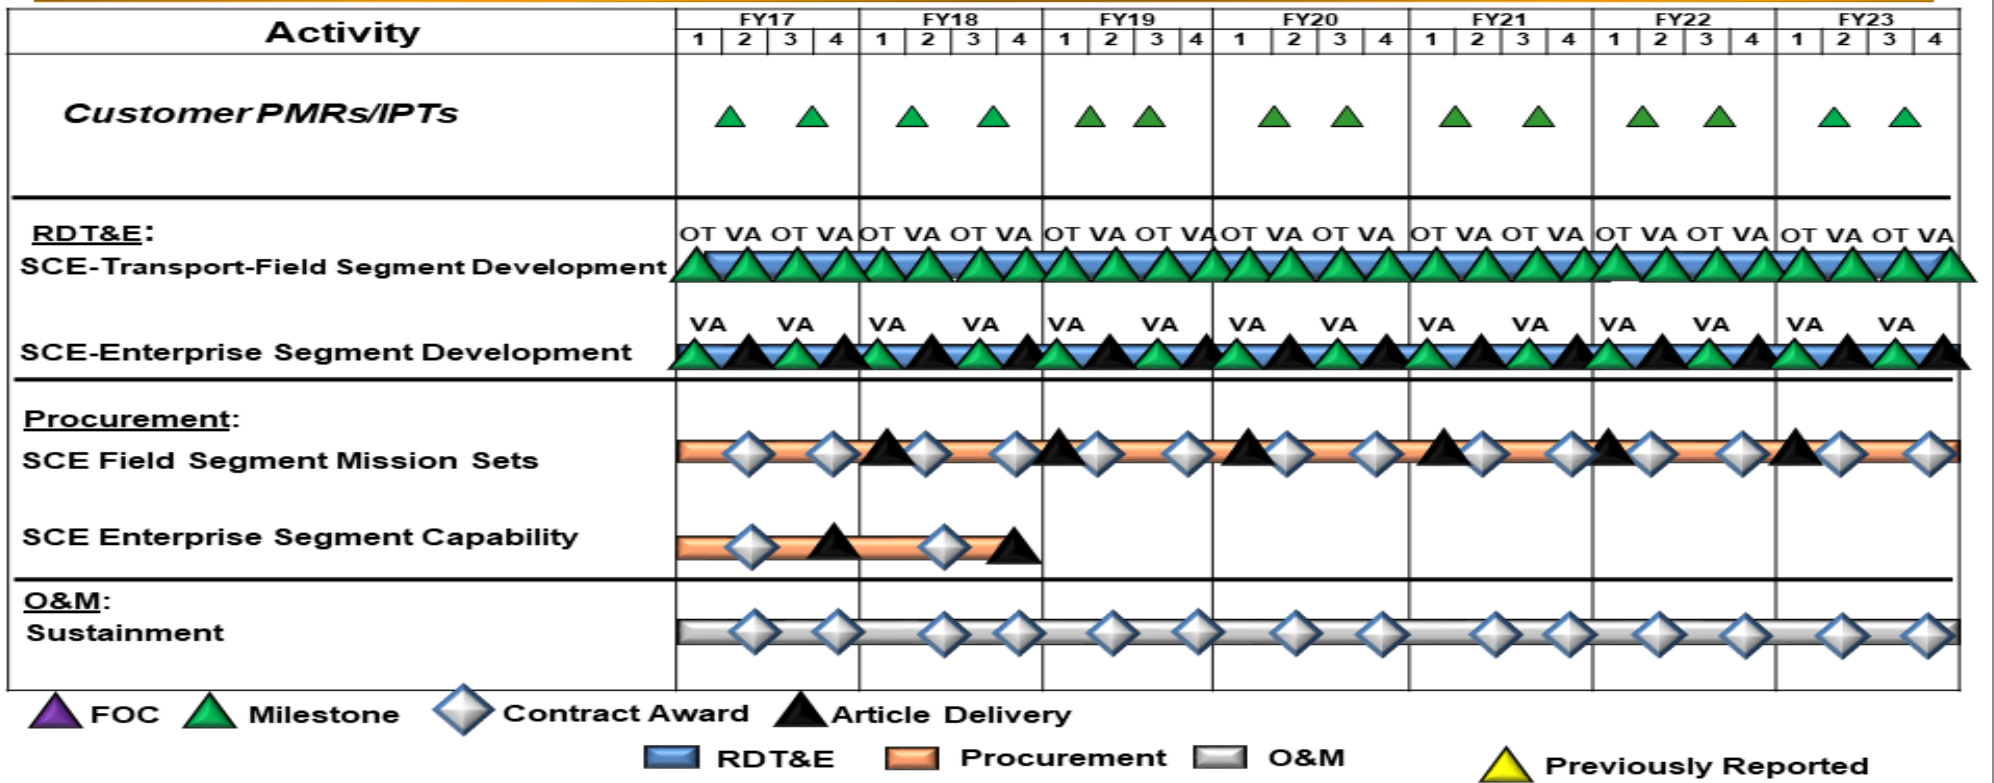 Activity FY17 FY18 FY19 FY20 FY21 FY22 FY23
1 2 3 4 1 2 3 4 1 2 3 4 1 2 3 4 1 2 3 4 1 2 3 4 1 2 3 4
Customer PMRs/IPTs
RDT&E:
OT VA OT VA OT VA OT VA OT VA OT VA OT VA OT VA OT VA OT VA OT VA OT VA OT VA OT VA
SCE-Transport-Field Segment Development
VA VA VA VA VA VA VA VA VA VA VA VA VA VA
SCE-Enterprise Segment Development
Procurement:
SCE Field Segment Mission Sets
SCE Enterprise Segment Capability
O&M:
Sustainment
FOC Milestone Contract Award Article Delivery
RDT&E Procurement O&M Previously Reported